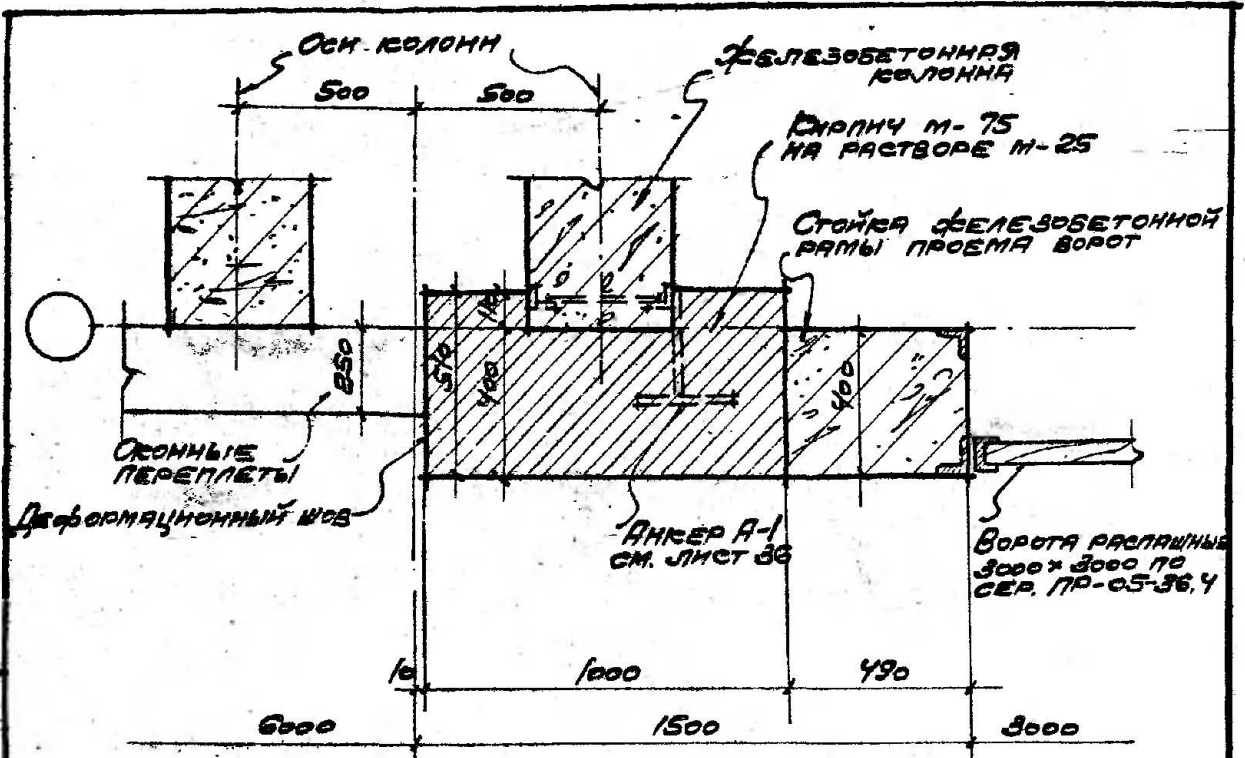 Оси колонн
Железобетонная
колонна
500
500
Кирпич М-75
на растворе М-25
Стойка железобетонной
рамы проема ворот
110
510
400
400
250
Оконные
переплеты
Деформационный шов
Анкер А-1
см. лист 36
Ворота распашные
3000 × 3000 по
сер. ПР-05-36.4
10
1000
490
6000
1500
3000